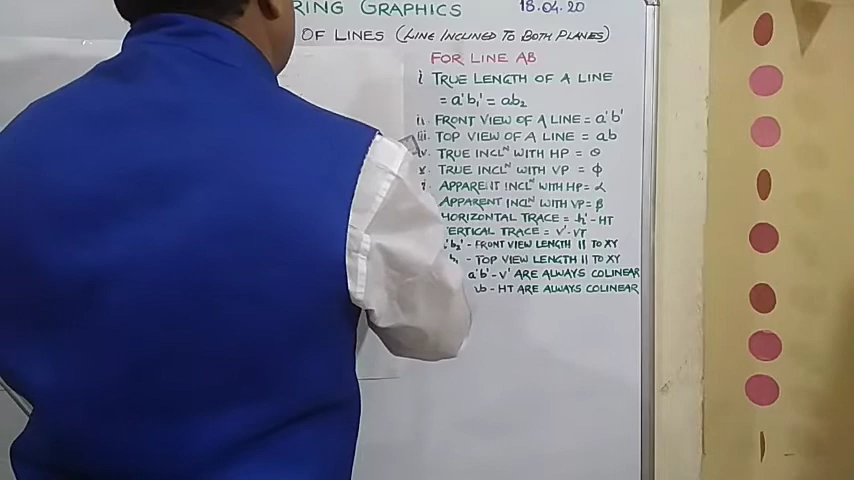 RING GRAPHICS 18.04.20
OF LINES (LINE INCLINED TO BOTH PLANES)
FOR LINE AB
i TRUE LENGTH OF A LINE
= a'b₁' = ab₂
ii. FRONT VIEW OF A LINE = a'b'
iii. TOP VIEW OF A LINE = ab
v. TRUE INCLᴺ WITH HP = θ
v. TRUE INCLᴺ WITH VP = ϕ
i. APPARENT INCLᴺ WITH HP = α
APPARENT INCLᴺ WITH VP = β
HORIZONTAL TRACE = h' - HT
ERTICAL TRACE = v' - VT
'b₂' - FRONT VIEW LENGTH || TO XY
b₁ - TOP VIEW LENGTH || TO XY
a'b' - V' ARE ALWAYS COLINEAR
b - HT ARE ALWAYS COLINEAR